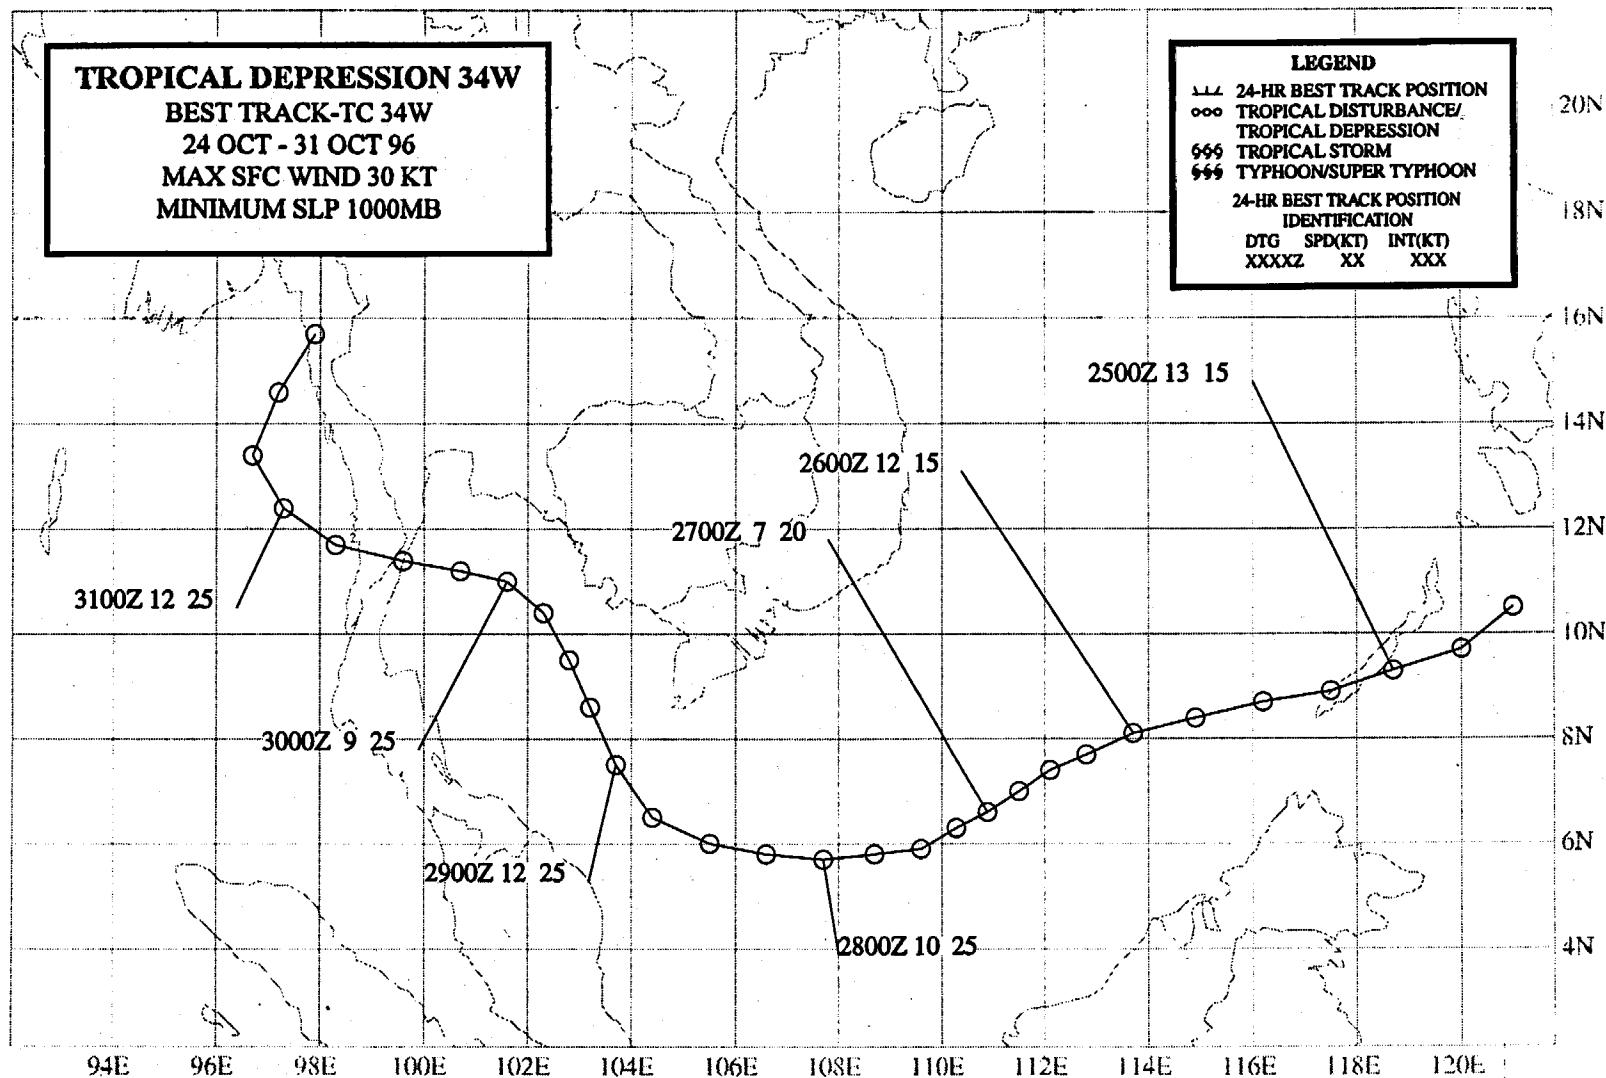 TROPICAL DEPRESSION 34W
BEST TRACK-TC 34W
24 OCT - 31 OCT 96
MAX SFC WIND 30 KT
MINIMUM SLP 1000MB
LEGEND
24-HR BEST TRACK POSITION
TROPICAL DISTURBANCE/
TROPICAL DEPRESSION
TROPICAL STORM
TYPHOON/SUPER TYPHOON
24-HR BEST TRACK POSITION
IDENTIFICATION
DTG SPD(KT) INT(KT)
XXXXZ XX XXX
20N
18N
16N
2500Z 13 15
14N
2600Z 12 15
2700Z 7 20
12N
3100Z 12 25
10N
3000Z 9 25
8N
6N
2900Z 12 25
2800Z 10 25
4N
94E 96E 98E 100E 102E 104E 106E 108E 110E 112E 114E 116E 118E 120E